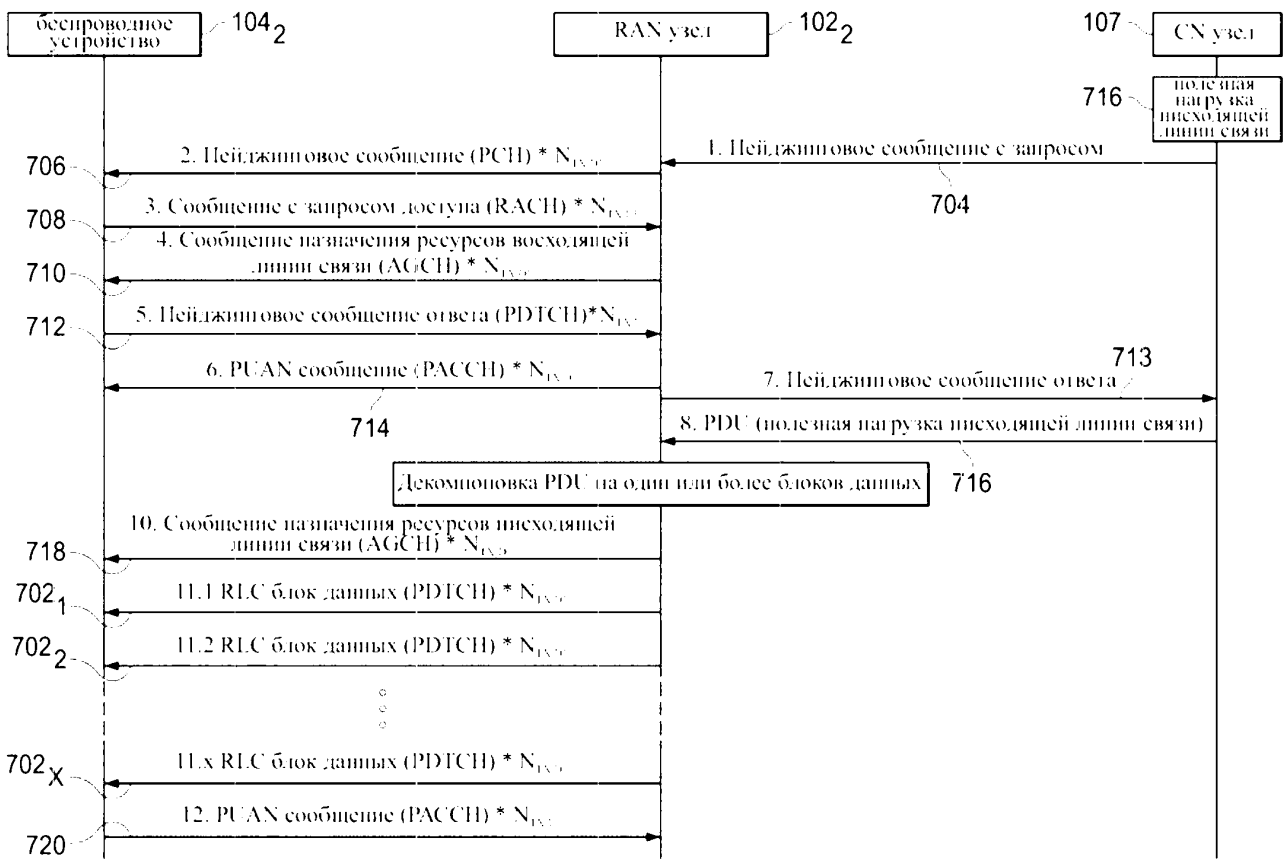 беспроводное
устройство
104 2
RAN узел
102 2
107
CN узел
716
полезная
нагрузка
нисходящей
линии связи
2. Пейджинговое сообщение (PCH) * N
706
1. Пейджинговое сообщение с запросом
704
3. Сообщение с запросом доступа (RACH) * N
708
4. Сообщение назначения ресурсов восходящей
линии связи (AGCH) * N
710
5. Пейджинговое сообщение ответа (PDTCH)*N
712
6. PUAN сообщение (PACCH) * N
714
713
7. Пейджинговое сообщение ответа
8. PDU (полезная нагрузка нисходящей линии связи)
716
Декомпоновка PDU на один или более блоков данных
10. Сообщение назначения ресурсов нисходящей
линии связи (AGCH) * N
718
11.1 RLC блок данных (PDTCH) * N
702 1
11.2 RLC блок данных (PDTCH) * N
702 2
11.x RLC блок данных (PDTCH) * N
702 X
12. PUAN сообщение (PACCH) * N
720